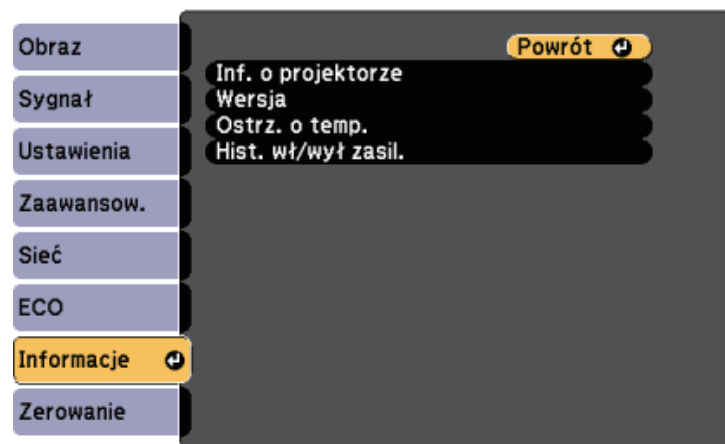 Obraz
Sygnał
Ustawienia
Zaawansow.
Sieć
ECO
Informacje
Zerowanie
Powrót
Inf. o projektorze
Wersja
Ostrz. o temp.
Hist. wł/wył zasil.